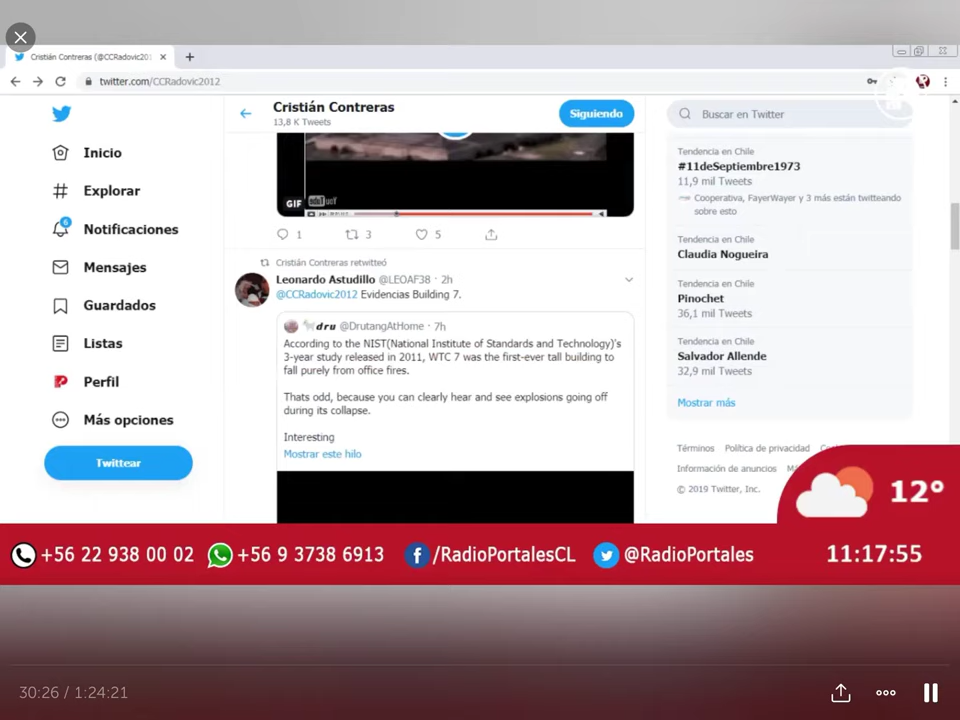 Cristián Contreras (@CCRadovic201
twitter.com/CCRadovic2012
Inicio
Explorar
6
Notificaciones
Mensajes
Guardados
Listas
Perfil
Más opciones
Twittear
Cristián Contreras
13,8 K Tweets
Siguiendo
GIF
1
3
5
Cristián Contreras retwitteó
Leonardo Astudillo @LEOAF38 · 2h
@CCRadovic2012 Evidencias Building 7.
dru @DrutangAtHome · 7h
According to the NIST(National Institute of Standards and Technology)'s
3-year study released in 2011, WTC 7 was the first-ever tall building to
fall purely from office fires.
Thats odd, because you can clearly hear and see explosions going off
during its collapse.
Interesting
Mostrar este hilo
Buscar en Twitter
Tendencia en Chile
#11deSeptiembre1973
11,9 mil Tweets
Cooperativa, FayerWayer y 3 más están twitteando
sobre esto
Tendencia en Chile
Claudia Nogueira
Tendencia en Chile
Pinochet
36,1 mil Tweets
Tendencia en Chile
Salvador Allende
32,9 mil Tweets
Mostrar más
Términos Política de privacidad
Información de anuncios
© 2019 Twitter, Inc.
12°
+56 22 938 00 02 +56 9 3738 6913 /RadioPortalesCL @RadioPortales 11:17:55
30:26 / 1:24:21